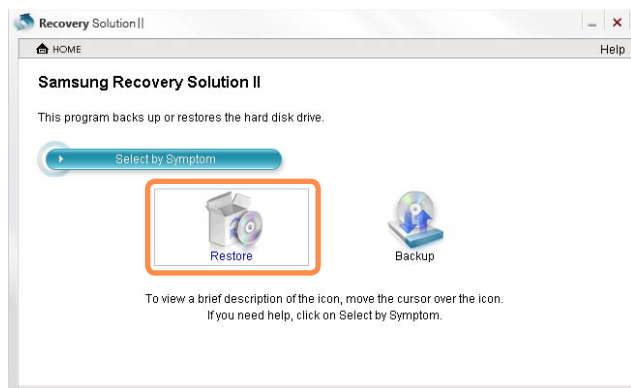 Recovery Solution II
HOME Help
Samsung Recovery Solution II
This program backs up or restores the hard disk drive.
Select by Symptom
Restore Backup
To view a brief description of the icon, move the cursor over the icon.
If you need help, click on Select by Symptom.